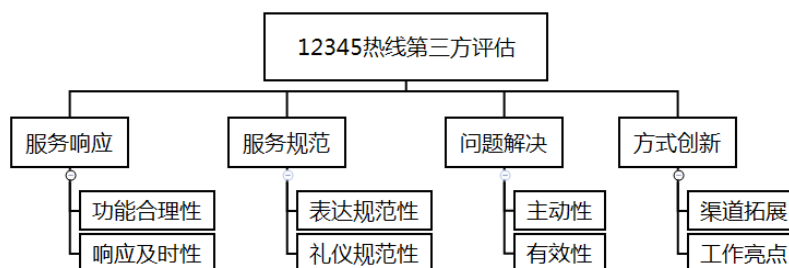 12345热线第三方评估
服务响应
服务规范
问题解决
方式创新
功能合理性
表达规范性
主动性
渠道拓展
响应及时性
礼仪规范性
有效性
工作亮点